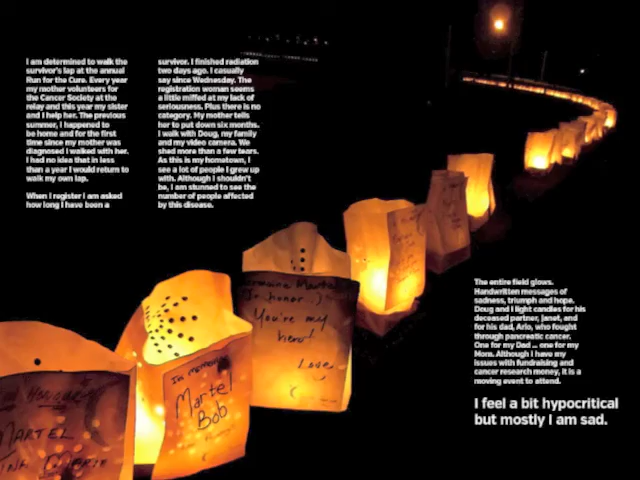 I am determined to walk the
survivor's lap at the annual
Run for the Cure. Every year
my mother volunteers for
the Cancer Society at the
relay and this year my sister
and I help her. The previous
summer, I happened to
be home and for the first
time since my mother was
diagnosed I walked with her.
I had no idea that in less
than a year I would return to
walk my own lap.
When I register I am asked
how long I have been a
survivor. I finished radiation
two days ago. I casually
say since Wednesday. The
registration woman seems
a little miffed at my lack of
seriousness. Plus there is no
category. My mother tells
her to put down six months.
I walk with Doug, my family
and my video camera. We
shed more than a few tears.
As this is my hometown, I
see a lot of people I grew up
with. Although I shouldn't
be, I am stunned to see the
number of people affected
by this disease.
The entire field glows.
Handwritten messages of
sadness, triumph and hope.
Doug and I light candles for his
deceased partner, Janet, and
for his dad, Arlo, who fought
through pancreatic cancer.
One for my Dad ... one for my
Mom. Although I have my
issues with fundraising and
cancer research money, it is a
moving event to attend.
I feel a bit hypocritical
but mostly I am sad.
Martel
(In honor)
You're my
hero!
Love
In memory
Martel
Bob
MARTEL